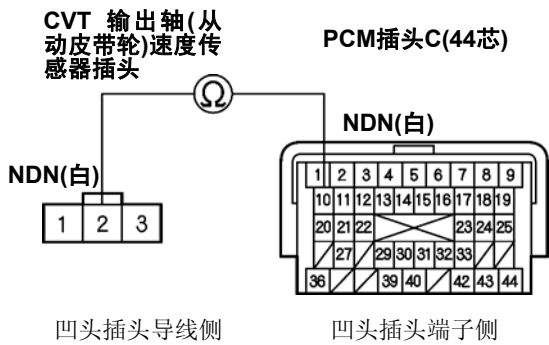 CVT 输出轴(从
动皮带轮)速度传
感器插头
PCM插头C(44芯)
Ω
NDN(白)
NDN(白)
1 2 3 4 5 6 7 8 9
10 11 12 13 14 15 16 17 18 19
20 21 22 23 24 25
27 29 30 31 32 33
36 39 40 42 43 44
1 2 3
凹头插头导线侧
凹头插头端子侧